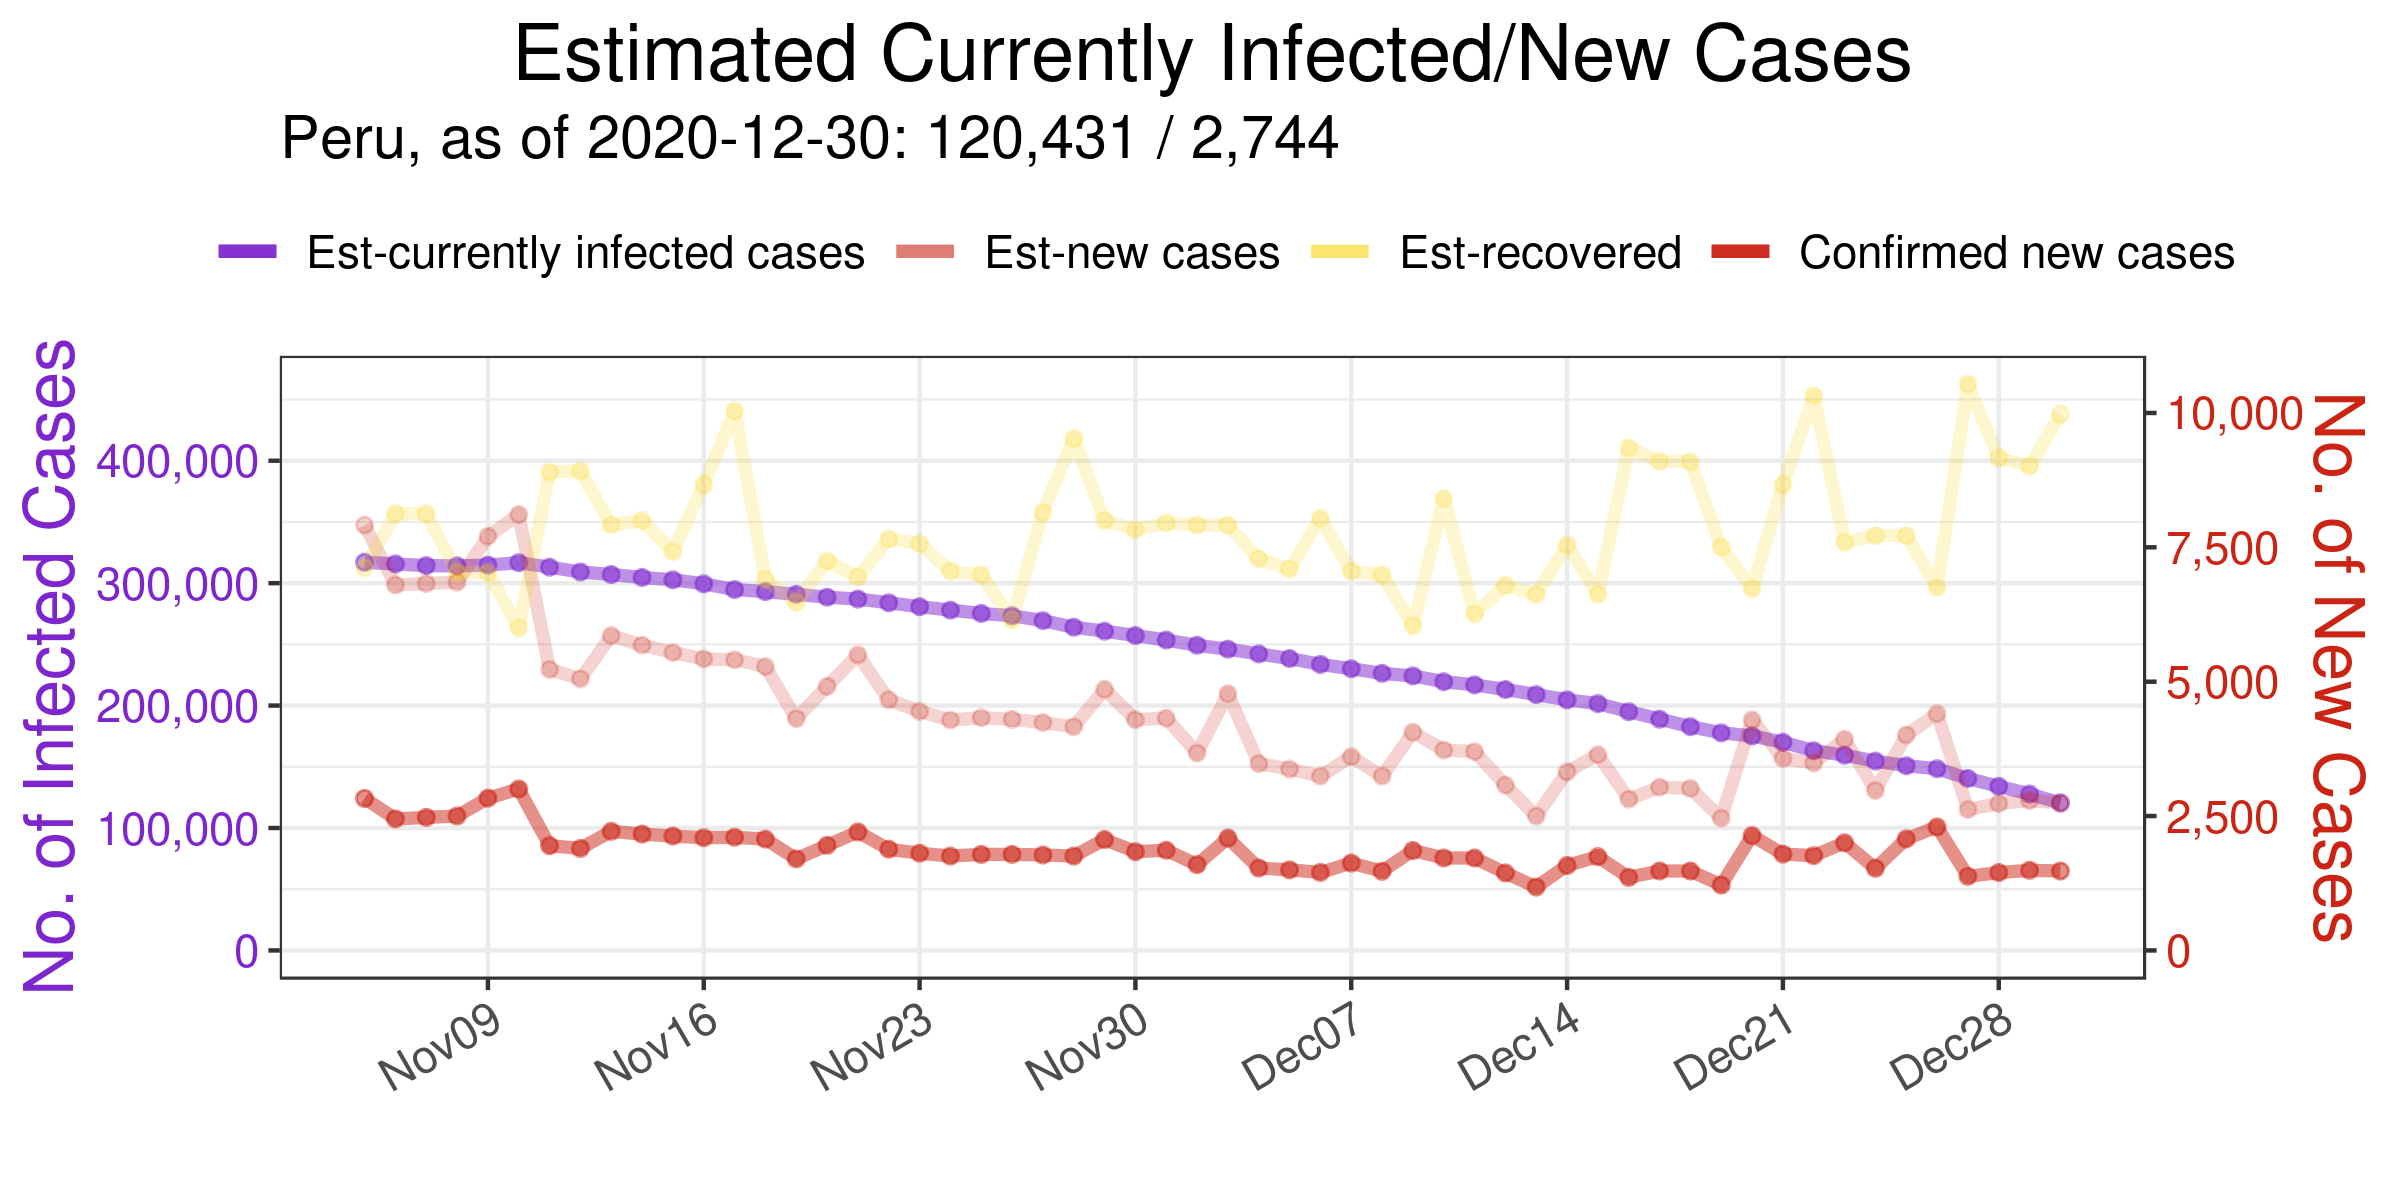 Estimated Currently Infected/New Cases
Peru, as of 2020-12-30: 120,431 / 2,744
Est-currently infected cases Est-new cases Est-recovered Confirmed new cases
No. of Infected Cases
400,000
300,000
200,000
100,000
0
10,000
7,500
5,000
2,500
0
No. of New Cases
Nov09 Nov16 Nov23 Nov30 Dec07 Dec14 Dec21 Dec28